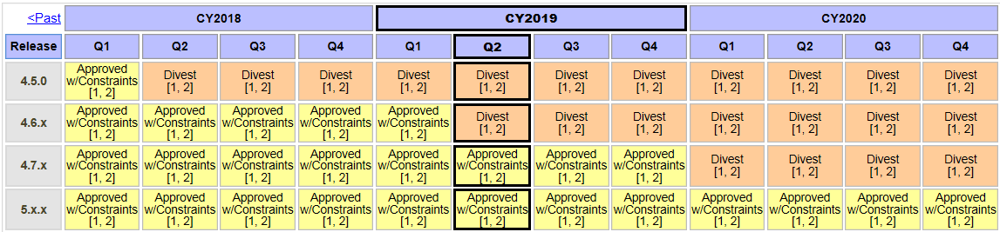 <Past CY2018 CY2019 CY2020
Release Q1 Q2 Q3 Q4 Q1 Q2 Q3 Q4 Q1 Q2 Q3 Q4
4.5.0 Approved w/Constraints [1, 2] Divest [1, 2] Divest [1, 2] Divest [1, 2] Divest [1, 2] Divest [1, 2] Divest [1, 2] Divest [1, 2] Divest [1, 2] Divest [1, 2] Divest [1, 2] Divest [1, 2]
4.6.x Approved w/Constraints [1, 2] Approved w/Constraints [1, 2] Approved w/Constraints [1, 2] Approved w/Constraints [1, 2] Approved w/Constraints [1, 2] Divest [1, 2] Divest [1, 2] Divest [1, 2] Divest [1, 2] Divest [1, 2] Divest [1, 2] Divest [1, 2]
4.7.x Approved w/Constraints [1, 2] Approved w/Constraints [1, 2] Approved w/Constraints [1, 2] Approved w/Constraints [1, 2] Approved w/Constraints [1, 2] Approved w/Constraints [1, 2] Approved w/Constraints [1, 2] Approved w/Constraints [1, 2] Divest [1, 2] Divest [1, 2] Divest [1, 2] Divest [1, 2]
5.x.x Approved w/Constraints [1, 2] Approved w/Constraints [1, 2] Approved w/Constraints [1, 2] Approved w/Constraints [1, 2] Approved w/Constraints [1, 2] Approved w/Constraints [1, 2] Approved w/Constraints [1, 2] Approved w/Constraints [1, 2] Approved w/Constraints [1, 2] Approved w/Constraints [1, 2] Approved w/Constraints [1, 2] Approved w/Constraints [1, 2]